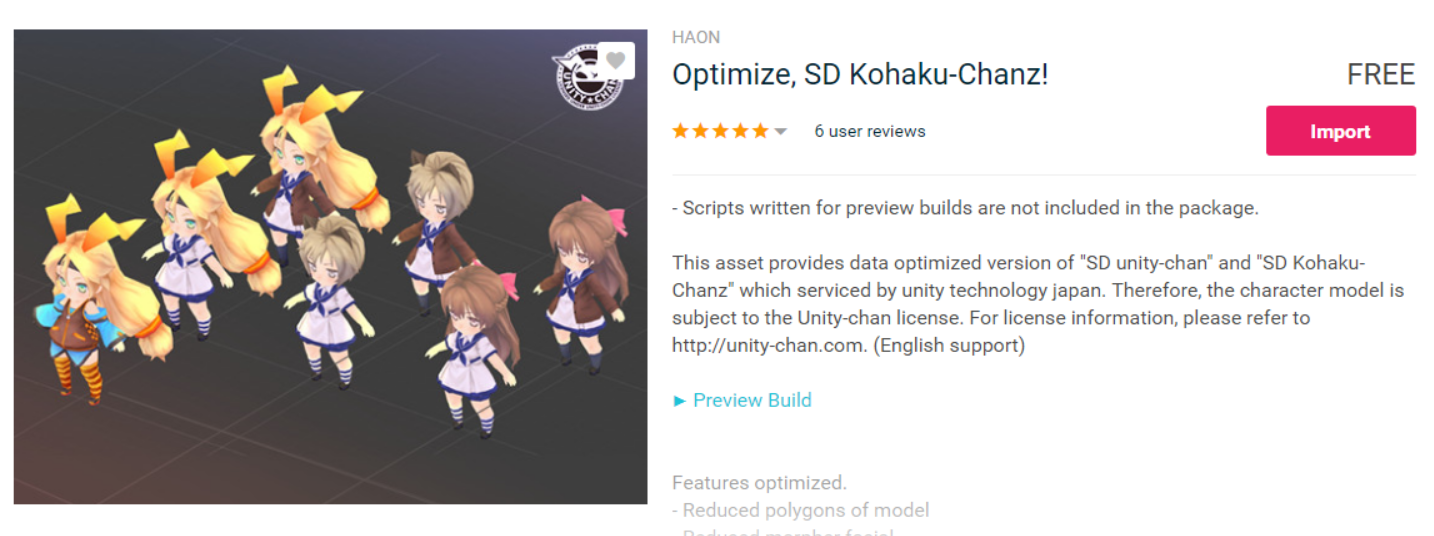 UNITY★CHAN
HAON
Optimize, SD Kohaku-Chanz!
FREE
6 user reviews
Import
- Scripts written for preview builds are not included in the package.
This asset provides data optimized version of "SD unity-chan" and "SD Kohaku-
Chanz" which serviced by unity technology japan. Therefore, the character model is
subject to the Unity-chan license. For license information, please refer to
http://unity-chan.com. (English support)
► Preview Build
Features optimized.
- Reduced polygons of model
- Reduced morpher facial